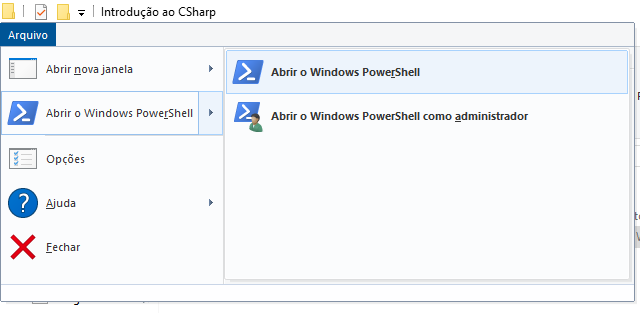 Introdução ao CSharp
Arquivo
Abrir nova janela
Abrir o Windows PowerShell
Opções
Ajuda
Fechar
Abrir o Windows PowerShell
Abrir o Windows PowerShell como administrador